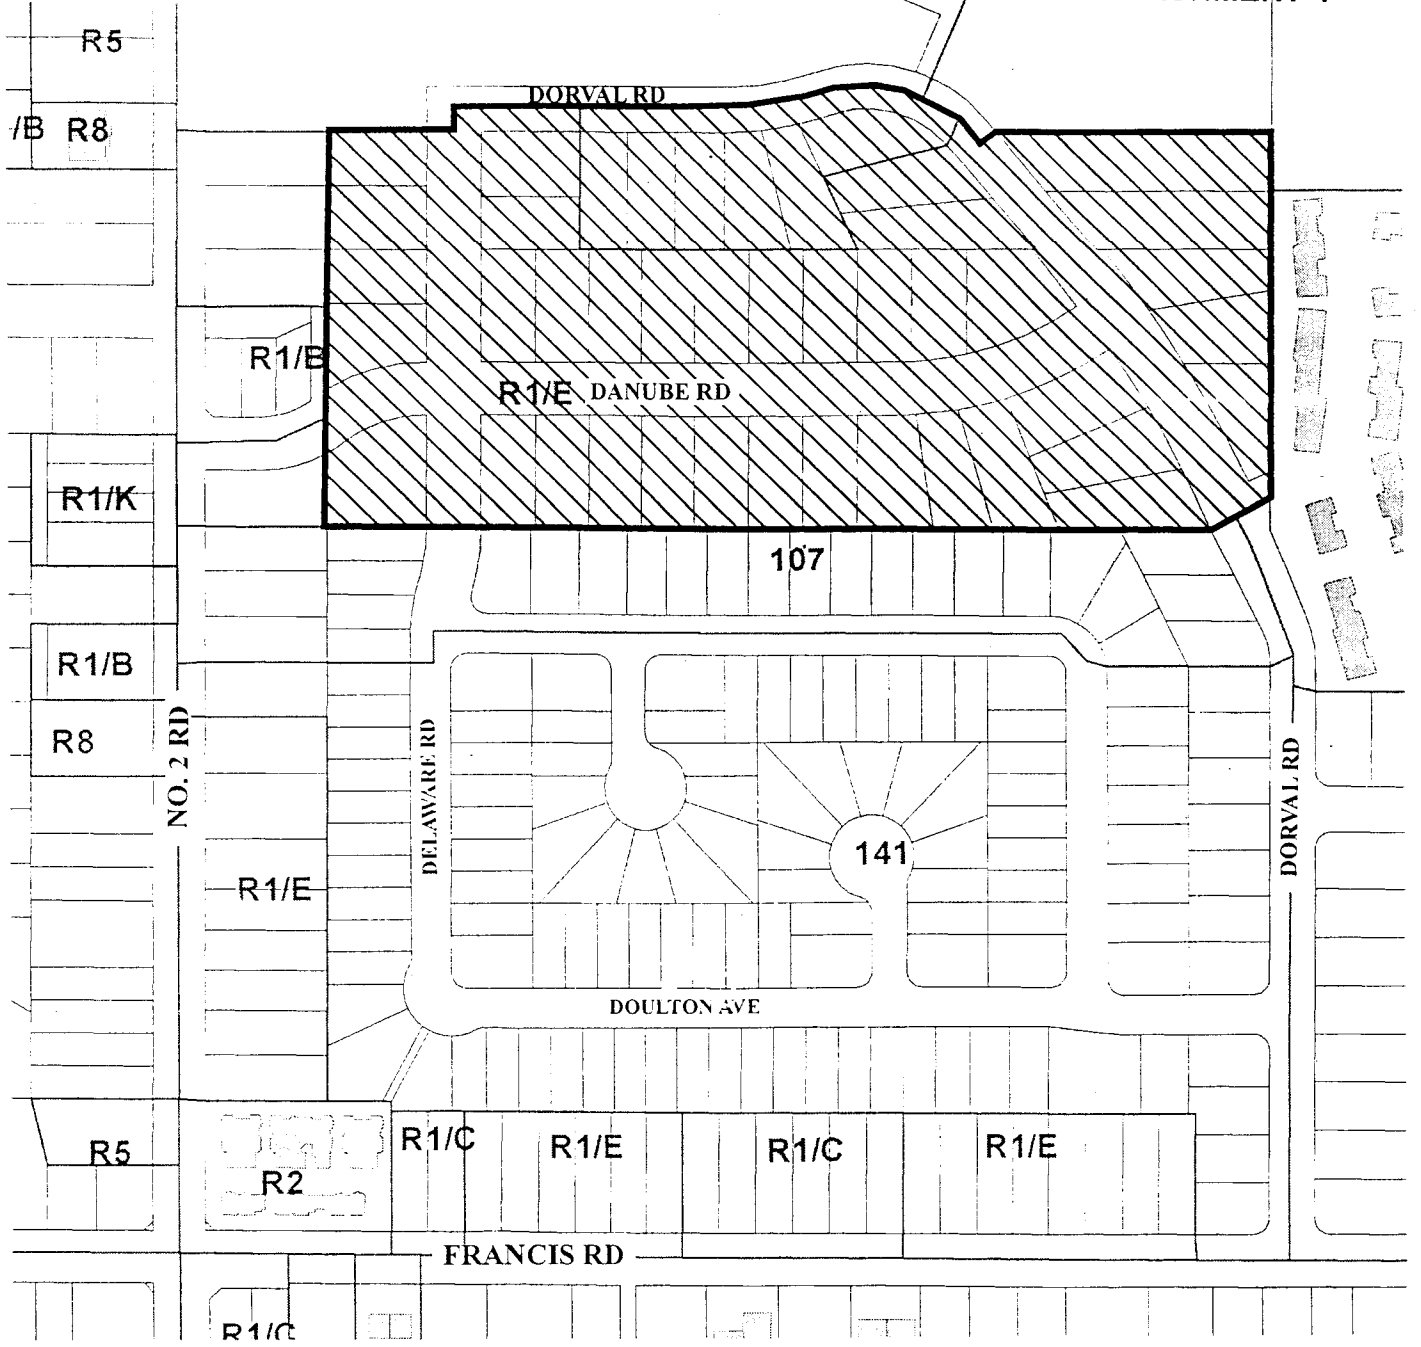 R5
DORVAL RD
/B R8
R1/B
R1/E DANUBE RD
R1/K
107
R1/B
R8
NO. 2 RD
DELAWARE RD
DORVAL RD
141
R1/E
DOULTON AVE
R5
R2
R1/C
R1/E
R1/C
R1/E
FRANCIS RD
R1/C